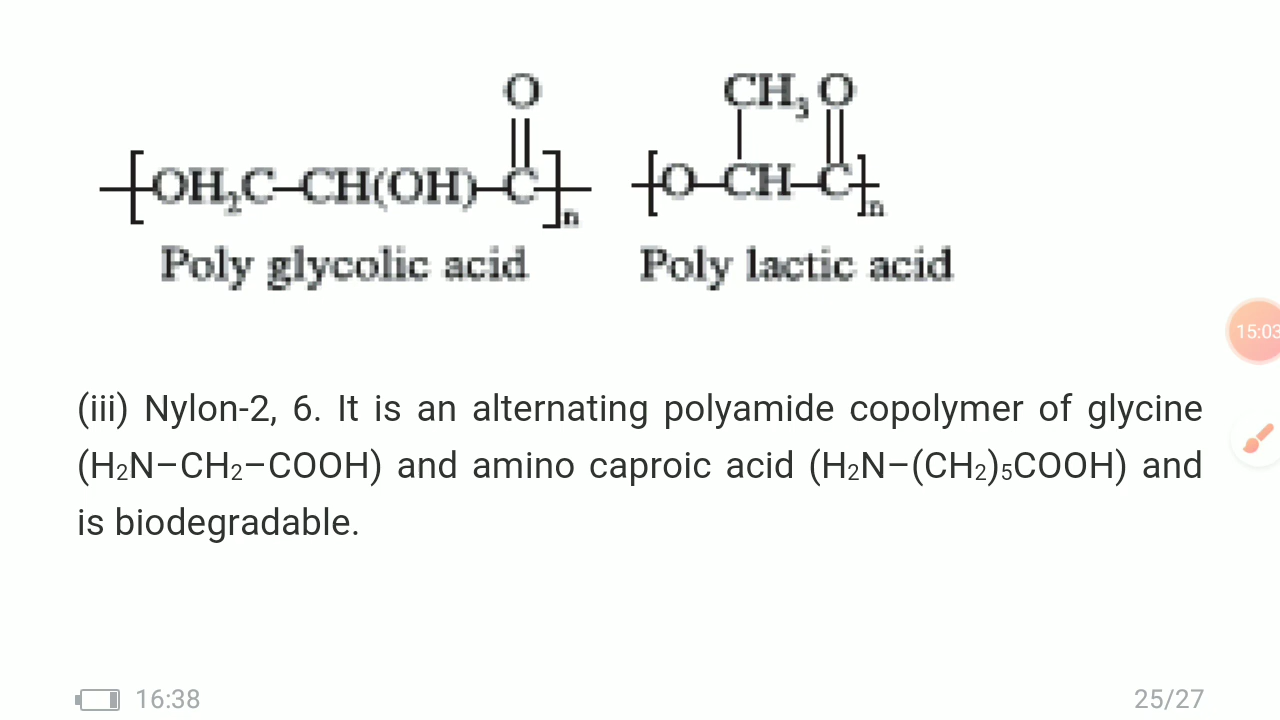 O CH₃ O
[OH₂C–CH(OH)–C]n [O–CH–C]n
Poly glycolic acid Poly lactic acid
15:03
(iii) Nylon-2, 6. It is an alternating polyamide copolymer of glycine
(H₂N–CH₂–COOH) and amino caproic acid (H₂N–(CH₂)₅COOH) and
is biodegradable.
16:38 25/27